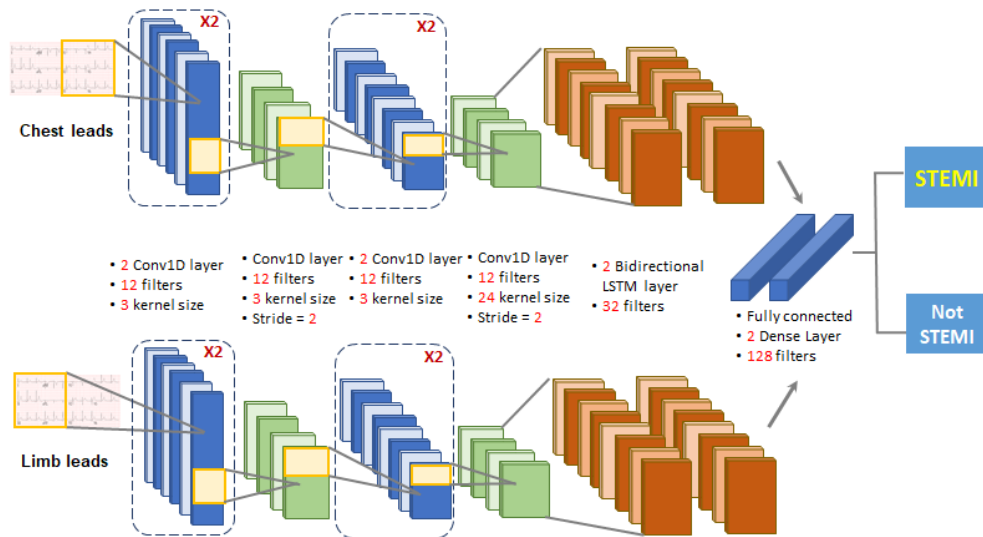 X2
X2
Chest leads
STEMI
• 2 Conv1D layer
• 12 filters
• 3 kernel size
• Conv1D layer
• 12 filters
• 3 kernel size
• Stride = 2
• 2 Conv1D layer
• 12 filters
• 3 kernel size
• Conv1D layer
• 12 filters
• 24 kernel size
• Stride = 2
• 2 Bidirectional
LSTM layer
• 32 filters
• Fully connected
• 2 Dense Layer
• 128 filters
Not
STEMI
X2
X2
Limb leads